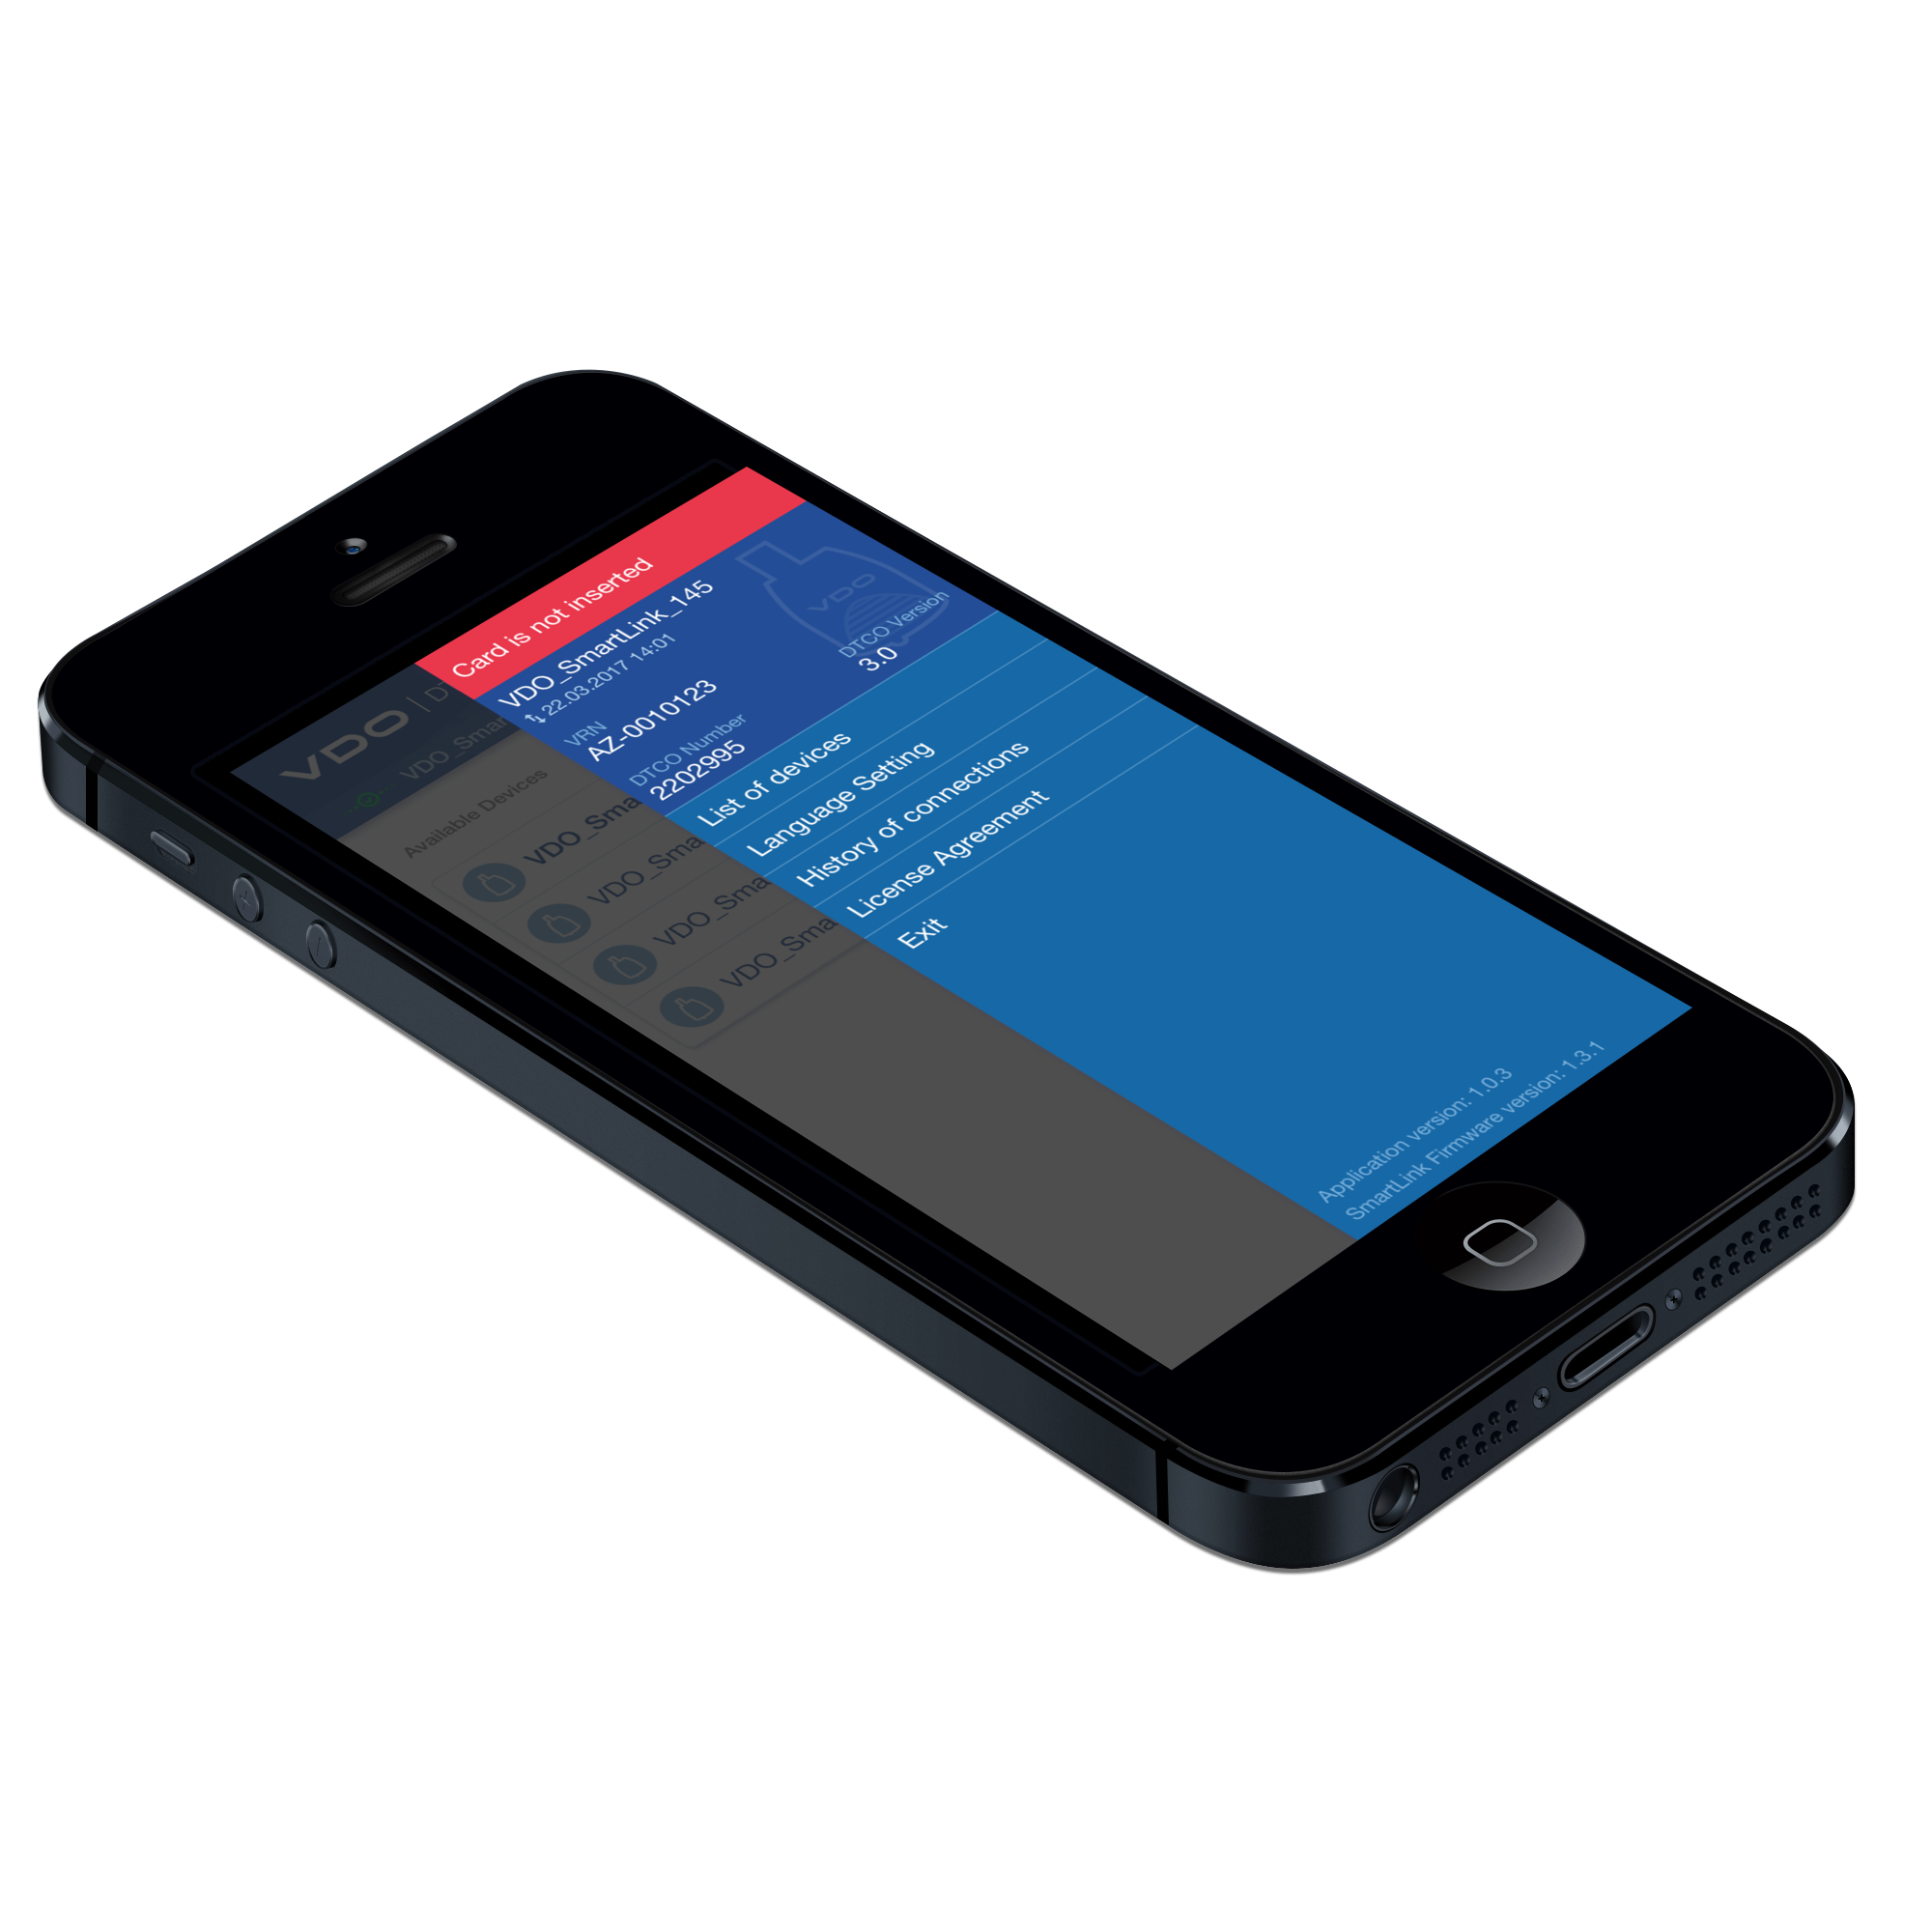 Card is not inserted
VDO_SmartLink_145
22.03.2017 14:01
VRN
AZ-0010123
DTCO Number
2202995
DTCO Version
3.0
VDO
List of devices
Language Setting
History of connections
License Agreement
Exit
Application version: 1.0.3
SmartLink Firmware version: 1.3.1
VDO | D
VDO_Smar
Available Devices
VDO_Sma
VDO_Sma
VDO_Sma
VDO_Sma